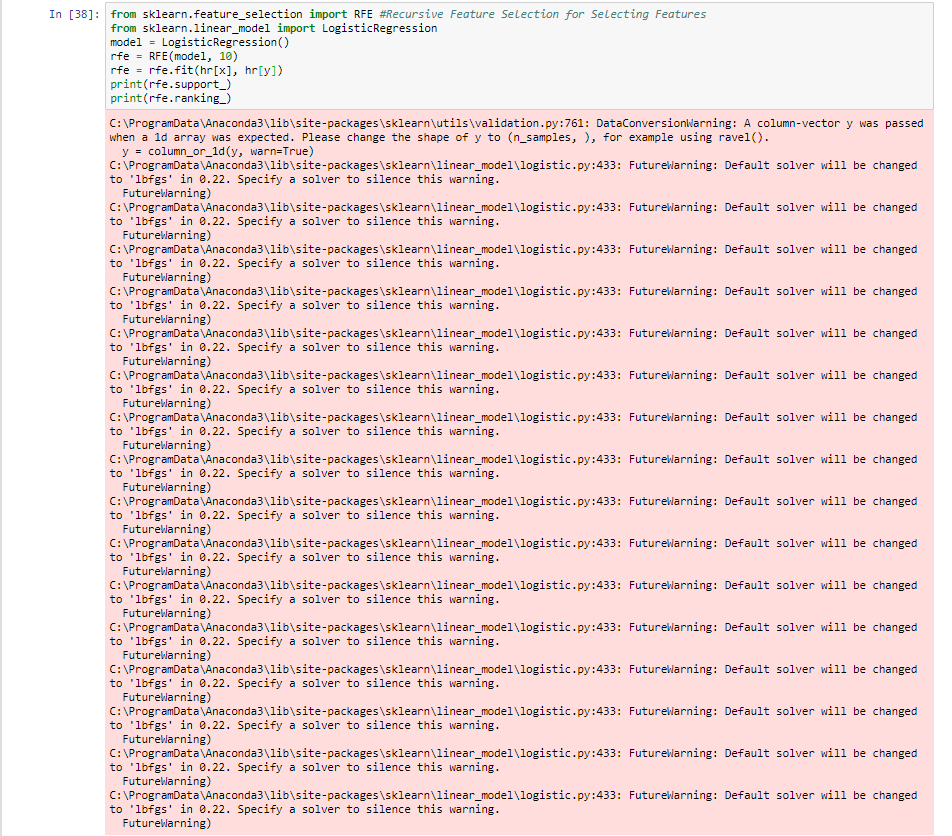 In [38]: from sklearn.feature_selection import RFE #Recursive Feature Selection for Selecting Features
from sklearn.linear_model import LogisticRegression
model = LogisticRegression()
rfe = RFE(model, 10)
rfe = rfe.fit(hr[x], hr[y])
print(rfe.support_)
print(rfe.ranking_)
C:\ProgramData\Anaconda3\lib\site-packages\sklearn\utils\validation.py:761: DataConversionWarning: A column-vector y was passed
when a 1d array was expected. Please change the shape of y to (n_samples, ), for example using ravel().
  y = column_or_1d(y, warn=True)
C:\ProgramData\Anaconda3\lib\site-packages\sklearn\linear_model\logistic.py:433: FutureWarning: Default solver will be changed
to 'lbfgs' in 0.22. Specify a solver to silence this warning.
  FutureWarning)
C:\ProgramData\Anaconda3\lib\site-packages\sklearn\linear_model\logistic.py:433: FutureWarning: Default solver will be changed
to 'lbfgs' in 0.22. Specify a solver to silence this warning.
  FutureWarning)
C:\ProgramData\Anaconda3\lib\site-packages\sklearn\linear_model\logistic.py:433: FutureWarning: Default solver will be changed
to 'lbfgs' in 0.22. Specify a solver to silence this warning.
  FutureWarning)
C:\ProgramData\Anaconda3\lib\site-packages\sklearn\linear_model\logistic.py:433: FutureWarning: Default solver will be changed
to 'lbfgs' in 0.22. Specify a solver to silence this warning.
  FutureWarning)
C:\ProgramData\Anaconda3\lib\site-packages\sklearn\linear_model\logistic.py:433: FutureWarning: Default solver will be changed
to 'lbfgs' in 0.22. Specify a solver to silence this warning.
  FutureWarning)
C:\ProgramData\Anaconda3\lib\site-packages\sklearn\linear_model\logistic.py:433: FutureWarning: Default solver will be changed
to 'lbfgs' in 0.22. Specify a solver to silence this warning.
  FutureWarning)
C:\ProgramData\Anaconda3\lib\site-packages\sklearn\linear_model\logistic.py:433: FutureWarning: Default solver will be changed
to 'lbfgs' in 0.22. Specify a solver to silence this warning.
  FutureWarning)
C:\ProgramData\Anaconda3\lib\site-packages\sklearn\linear_model\logistic.py:433: FutureWarning: Default solver will be changed
to 'lbfgs' in 0.22. Specify a solver to silence this warning.
  FutureWarning)
C:\ProgramData\Anaconda3\lib\site-packages\sklearn\linear_model\logistic.py:433: FutureWarning: Default solver will be changed
to 'lbfgs' in 0.22. Specify a solver to silence this warning.
  FutureWarning)
C:\ProgramData\Anaconda3\lib\site-packages\sklearn\linear_model\logistic.py:433: FutureWarning: Default solver will be changed
to 'lbfgs' in 0.22. Specify a solver to silence this warning.
  FutureWarning)
C:\ProgramData\Anaconda3\lib\site-packages\sklearn\linear_model\logistic.py:433: FutureWarning: Default solver will be changed
to 'lbfgs' in 0.22. Specify a solver to silence this warning.
  FutureWarning)
C:\ProgramData\Anaconda3\lib\site-packages\sklearn\linear_model\logistic.py:433: FutureWarning: Default solver will be changed
to 'lbfgs' in 0.22. Specify a solver to silence this warning.
  FutureWarning)
C:\ProgramData\Anaconda3\lib\site-packages\sklearn\linear_model\logistic.py:433: FutureWarning: Default solver will be changed
to 'lbfgs' in 0.22. Specify a solver to silence this warning.
  FutureWarning)
C:\ProgramData\Anaconda3\lib\site-packages\sklearn\linear_model\logistic.py:433: FutureWarning: Default solver will be changed
to 'lbfgs' in 0.22. Specify a solver to silence this warning.
  FutureWarning)
C:\ProgramData\Anaconda3\lib\site-packages\sklearn\linear_model\logistic.py:433: FutureWarning: Default solver will be changed
to 'lbfgs' in 0.22. Specify a solver to silence this warning.
  FutureWarning)
C:\ProgramData\Anaconda3\lib\site-packages\sklearn\linear_model\logistic.py:433: FutureWarning: Default solver will be changed
to 'lbfgs' in 0.22. Specify a solver to silence this warning.
  FutureWarning)